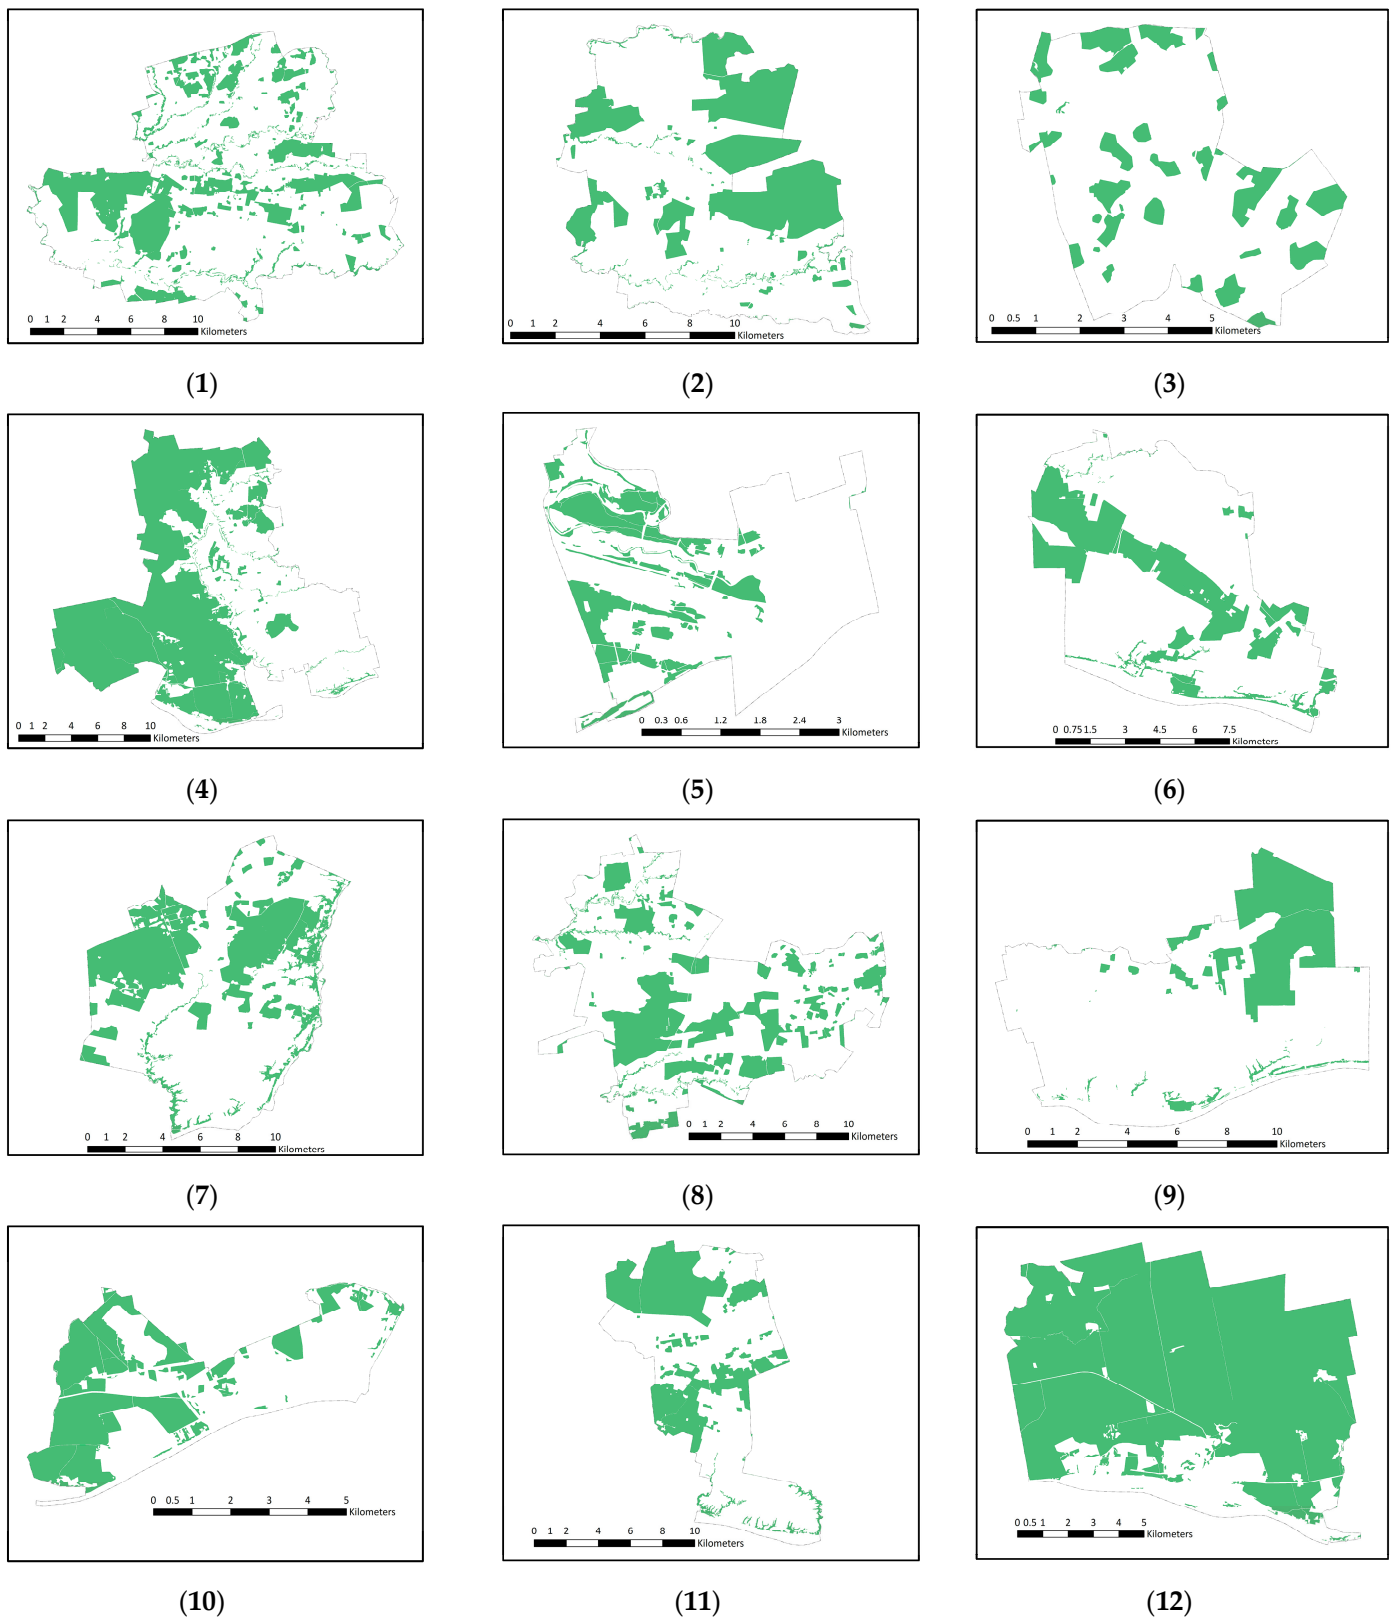 0 1 2 4 6 8 10
Kilometers
0 1 2 4 6 8 10
Kilometers
0 0.5 1 2 3 4 5
Kilometers
(1)
(2)
(3)
0 1 2 4 6 8 10
Kilometers
0 0.3 0.6 1.2 1.8 2.4 3
Kilometers
0 0.75 1.5 3 4.5 6 7.5
Kilometers
(4)
(5)
(6)
0 1 2 4 6 8 10
Kilometers
0 1 2 4 6 8 10
Kilometers
0 1 2 4 6 8 10
Kilometers
(7)
(8)
(9)
0 0.5 1 2 3 4 5
Kilometers
0 1 2 4 6 8 10
Kilometers
0 0.5 1 2 3 4 5
Kilometers
(10)
(11)
(12)